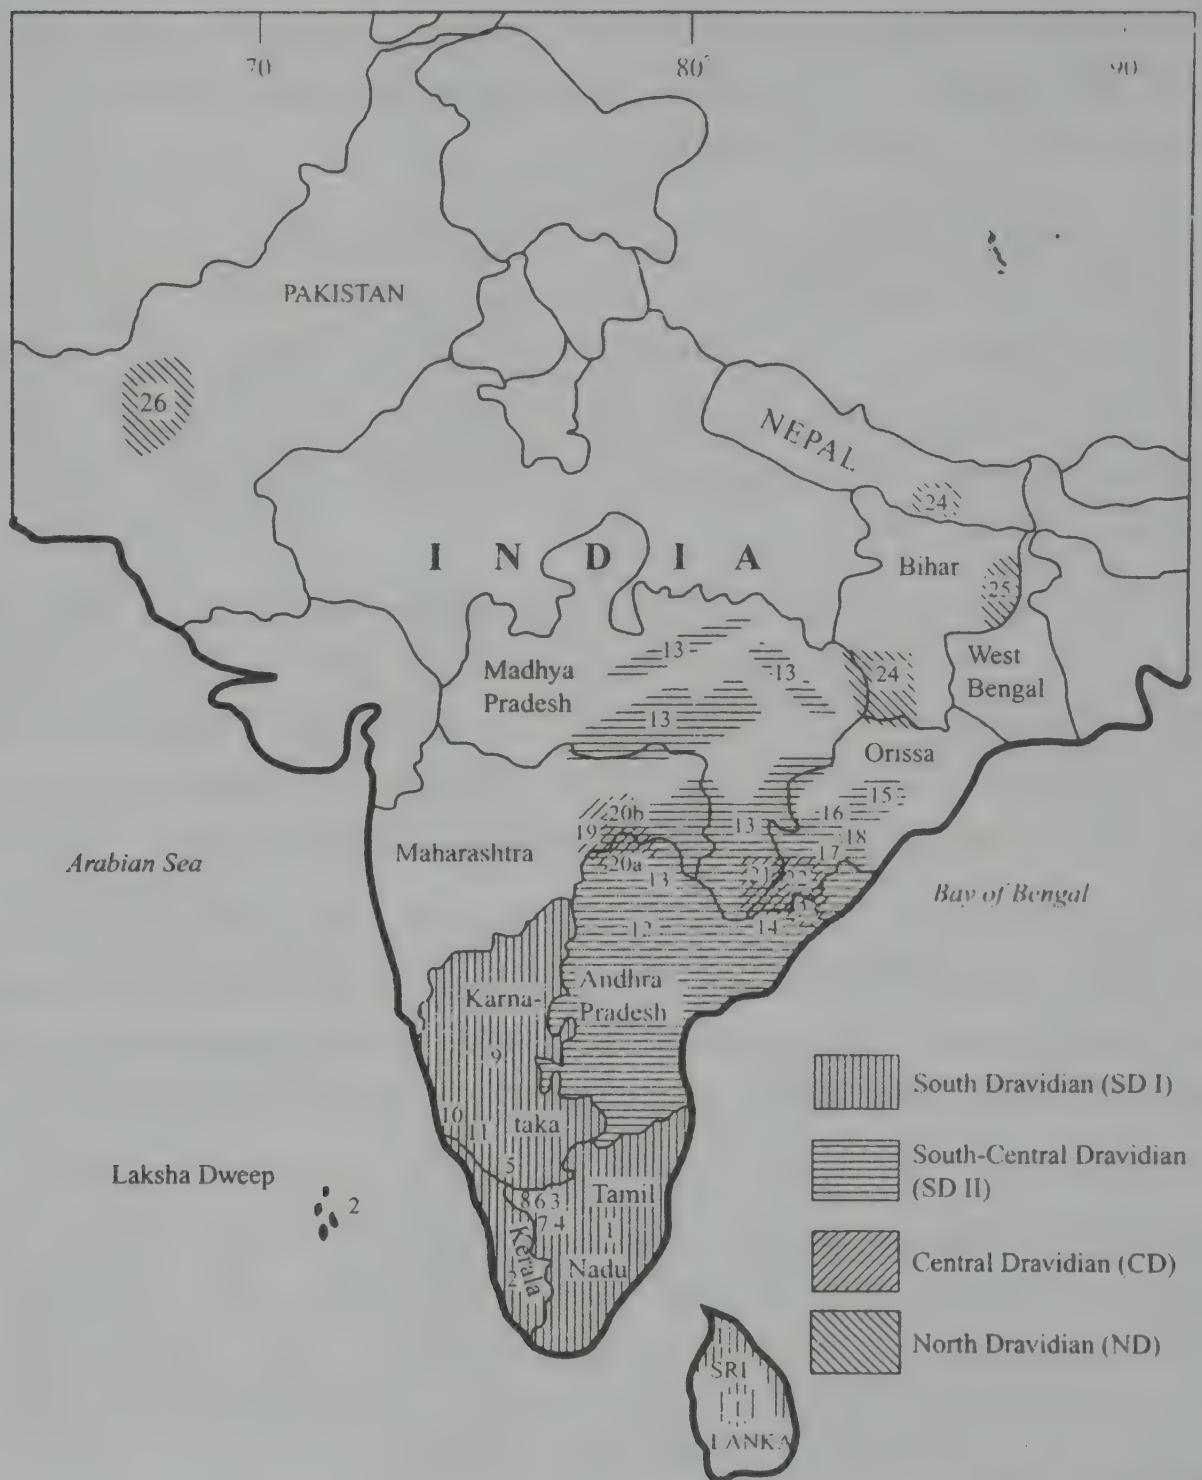 70
80°
90
PAKISTAN
26
NEPAL
24
INDIA
Bihar
25
13
Madhya
Pradesh
13
24
West
Bengal
13
Orissa
15
20b
16
19
13
18
Arabian Sea
Maharashtra
17
20a
21
22
13
Bay of Bengal
12
14
Andhra
Pradesh
Karna-
9
South Dravidian (SD I)
10
11
taka
5
South-Central Dravidian
(SD II)
Laksha Dweep
2
8 6 3
Tamil
7 4
1
Kerala
2
Nadu
Central Dravidian (CD)
North Dravidian (ND)
SRI
1
LANKA